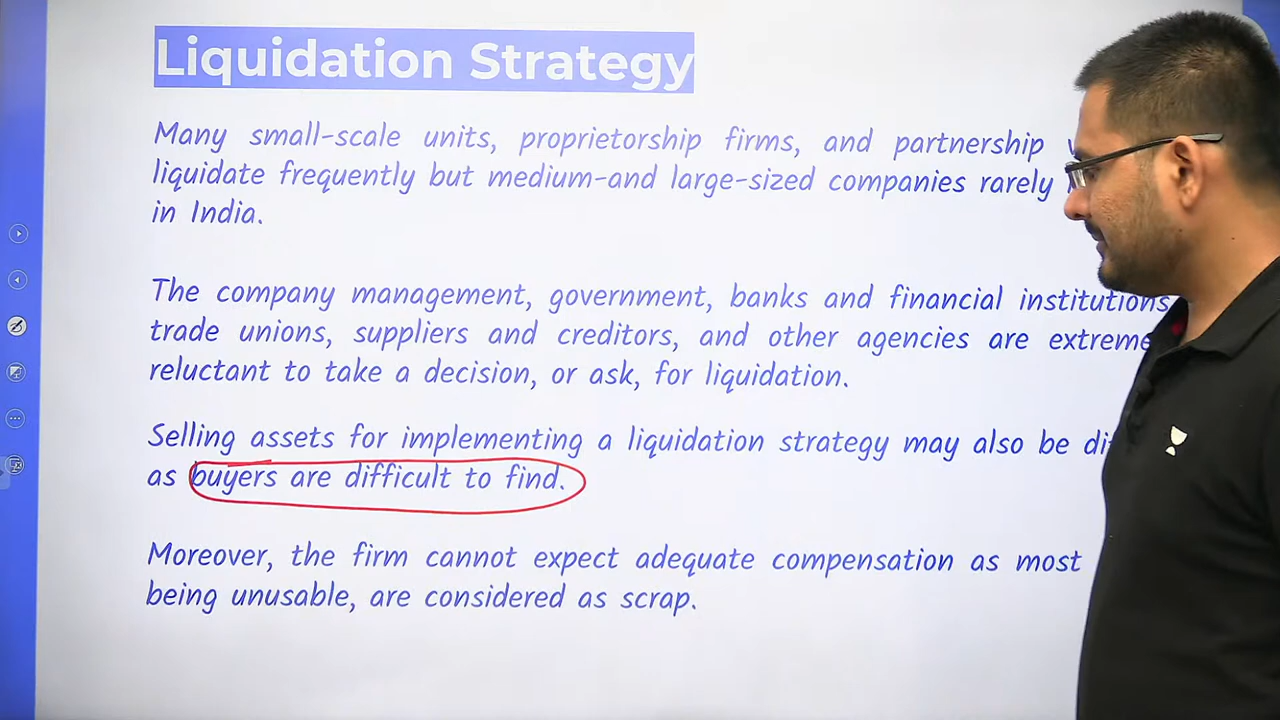 Liquidation Strategy
Many small-scale units, proprietorship firms, and partnership
liquidate frequently but medium-and large-sized companies rarely
in India.
The company management, government, banks and financial institutions
trade unions, suppliers and creditors, and other agencies are
reluctant to take a decision, or ask, for liquidation.
Selling assets for implementing a liquidation strategy may also be
as buyers are difficult to find.
Moreover, the firm cannot expect adequate compensation as most
being unusable, are considered as scrap.